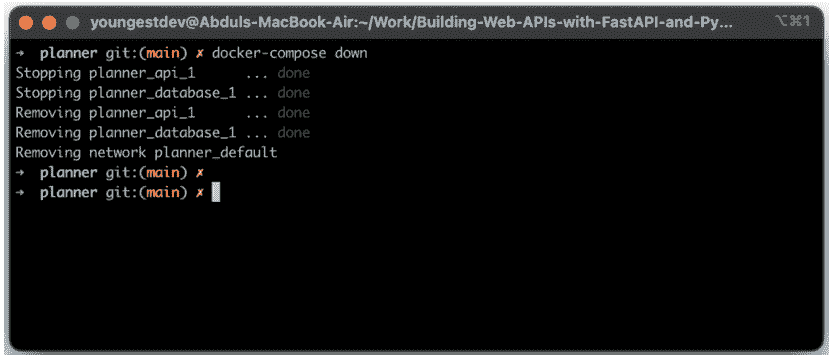 youngestdev@Abduls-MacBook-Air:~/Work/Building-Web-APIs-with-FastAPI-and-Py... ⌥⌘1
→ planner git:(main) ✗ docker-compose down
Stopping planner_api_1 ... done
Stopping planner_database_1 ... done
Removing planner_api_1 ... done
Removing planner_database_1 ... done
Removing network planner_default
→ planner git:(main) ✗
→ planner git:(main) ✗